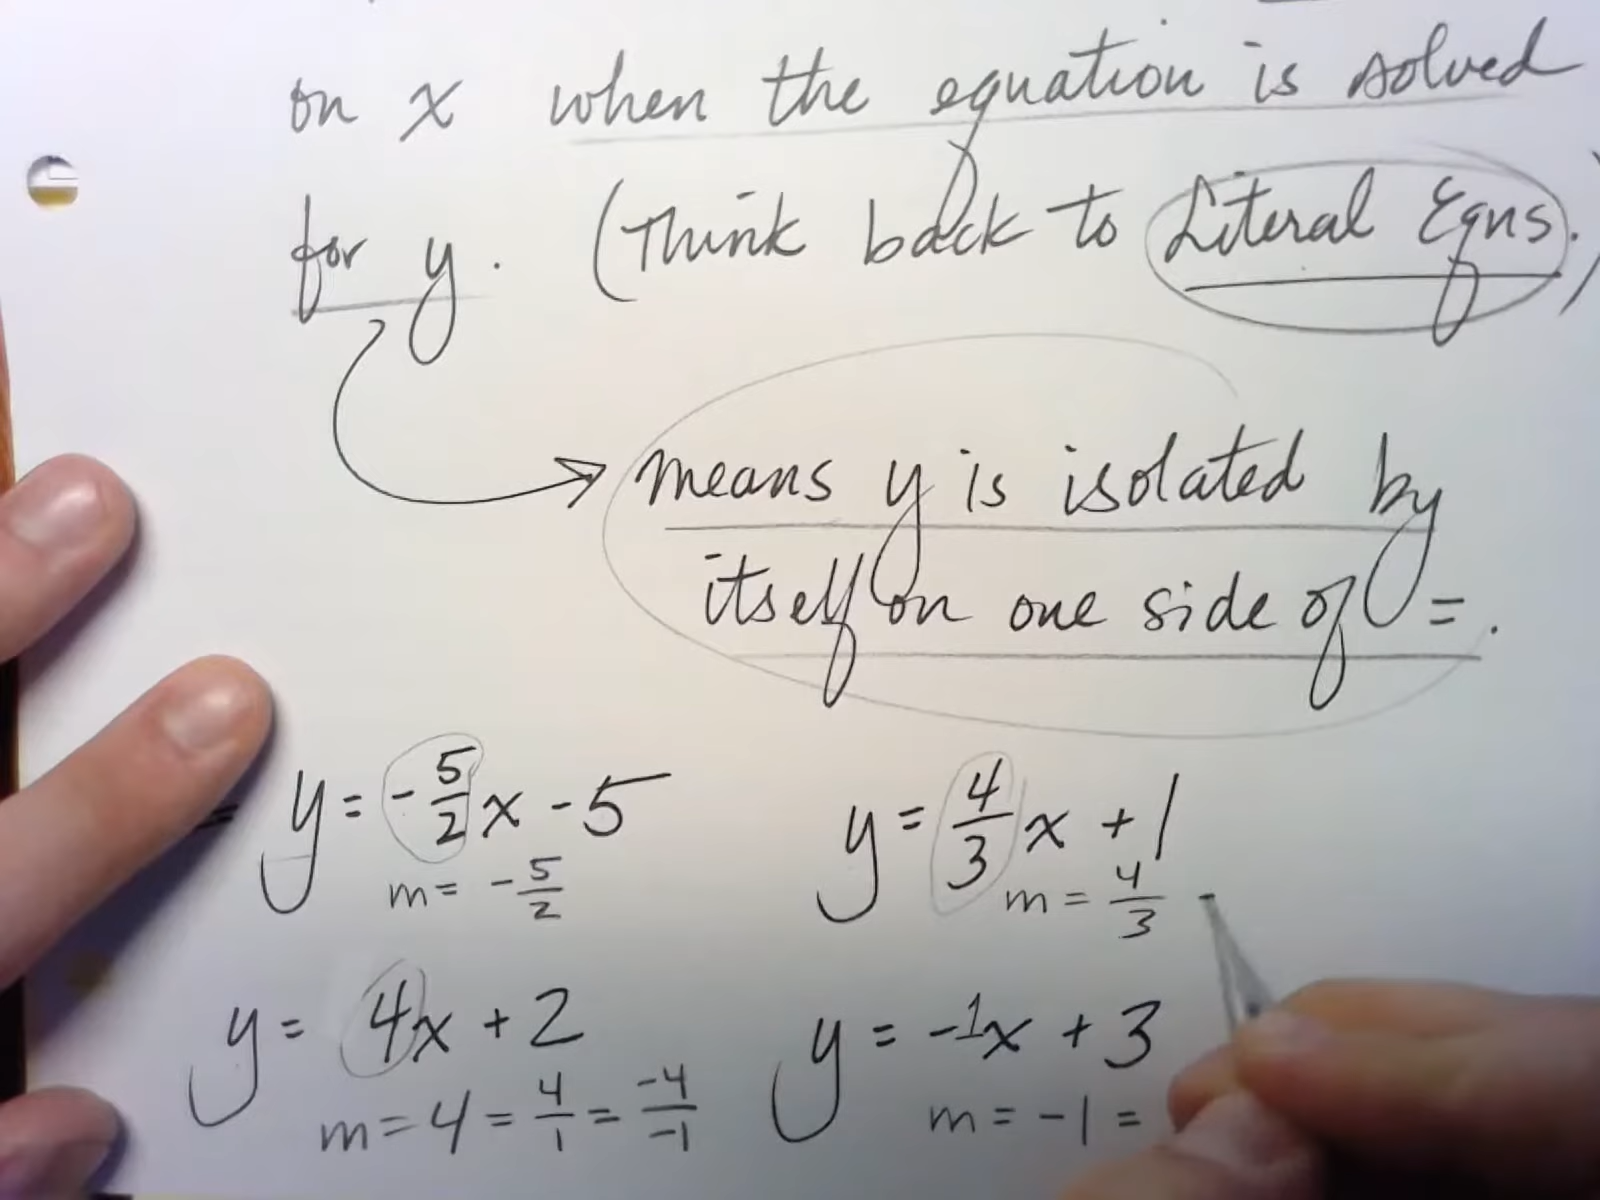 on x when the equation is solved
for y. (Think back to Literal Eqns.)
means y is isolated by
itself on one side of =.
y = -5/2 x - 5
m = -5/2
y = 4/3 x + 1
m = 4/3 -
y = 4x + 2
m = 4 = 4/1 = -4/-1
y = -1x + 3
m = -1 =